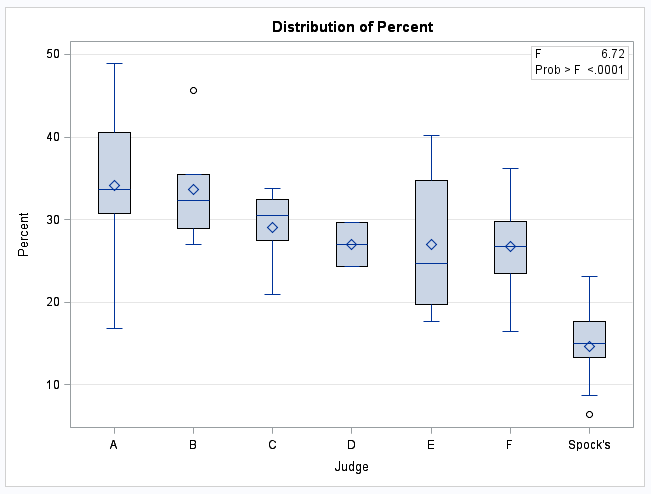 Distribution of Percent
F 6.72
Prob > F <.0001
50
40
30
20
10
Percent
A B C D E F Spock's
Judge